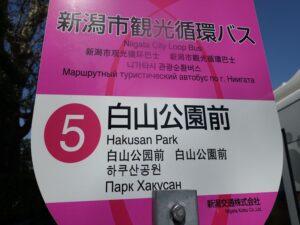 新潟市観光循環バス
Niigata City Loop Bus
新潟市观光循环巴士　新潟市觀光循環巴士
니가타시 관광순환버스
Маршрутный туристический автобус по г. Ниигата
5
白山公園前
Hakusan Park
白山公园前　白山公園前
하쿠산공원
Парк Хакусан
新潟交通株式会社
Niigata Kotsu Co.,Ltd.